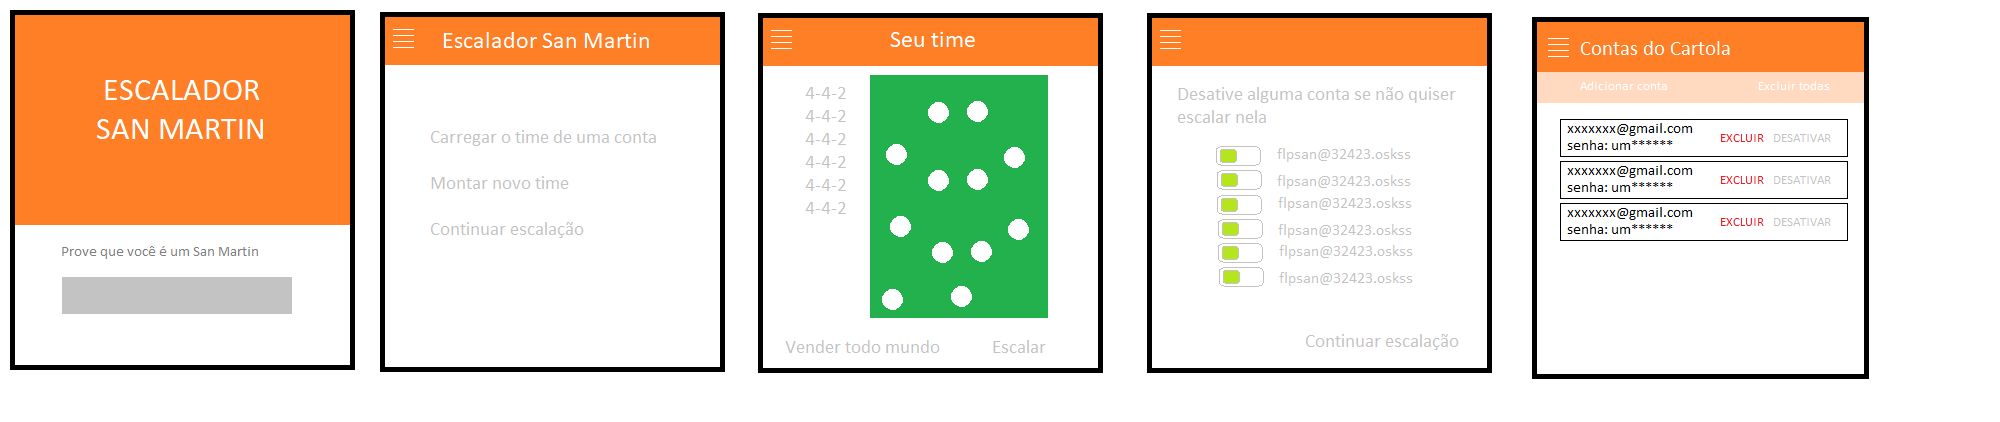 ESCALADOR
SAN MARTIN
Prove que você é um San Martin
Escalador San Martin
Carregar o time de uma conta
Montar novo time
Continuar escalação
Seu time
4-4-2
4-4-2
4-4-2
4-4-2
4-4-2
4-4-2
Vender todo mundo
Escalar
Desative alguma conta se não quiser
escalar nela
flpsan@32423.oskss
flpsan@32423.oskss
flpsan@32423.oskss
flpsan@32423.oskss
flpsan@32423.oskss
flpsan@32423.oskss
Continuar escalação
Contas do Cartola
Adicionar conta
Excluir todas
xxxxxxx@gmail.com
senha: um******
EXCLUIR DESATIVAR
xxxxxxx@gmail.com
senha: um******
EXCLUIR DESATIVAR
xxxxxxx@gmail.com
senha: um******
EXCLUIR DESATIVAR